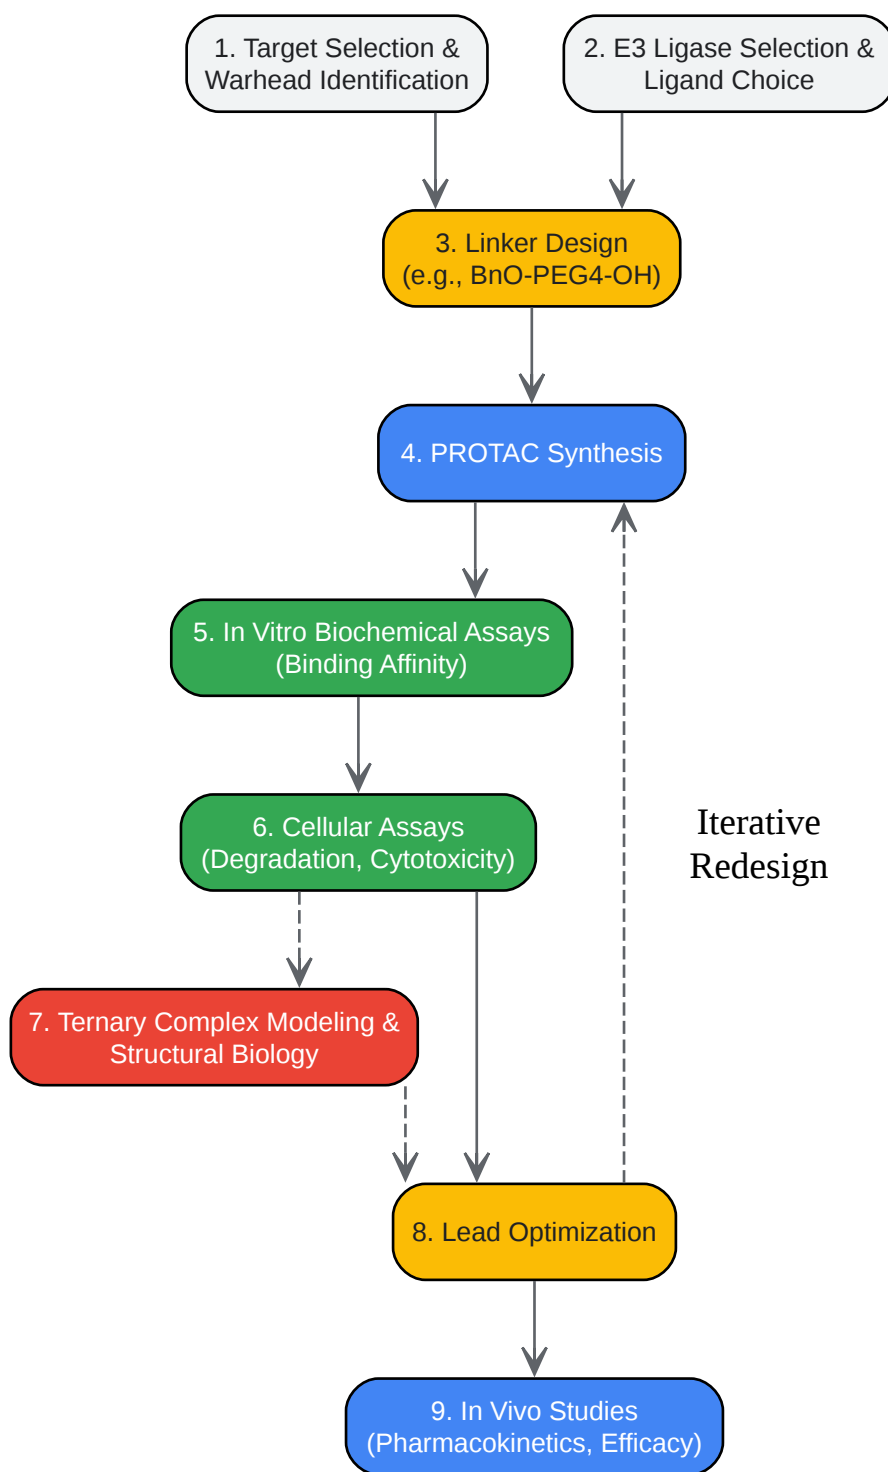 1. Target Selection &
Warhead Identification
2. E3 Ligase Selection &
Ligand Choice
3. Linker Design
(e.g., BnO-PEG4-OH)
4. PROTAC Synthesis
5. In Vitro Biochemical Assays
(Binding Affinity)
6. Cellular Assays
(Degradation, Cytotoxicity)
Iterative
Redesign
7. Ternary Complex Modeling &
Structural Biology
8. Lead Optimization
9. In Vivo Studies
(Pharmacokinetics, Efficacy)